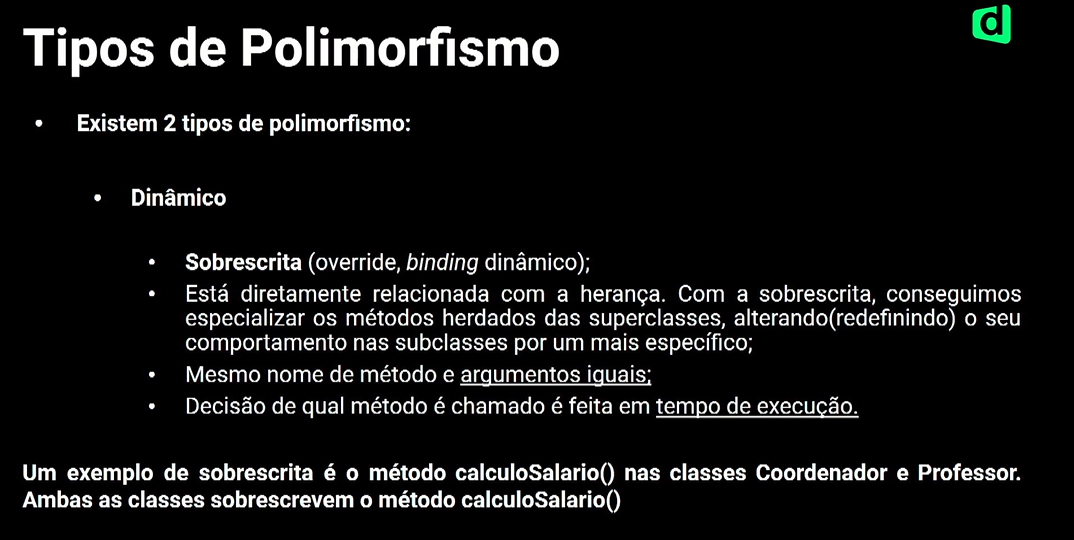 Tipos de Polimorfismo
d
• Existem 2 tipos de polimorfismo:
• Dinâmico
• Sobrescrita (override, binding dinâmico);
• Está diretamente relacionada com a herança. Com a sobrescrita, conseguimos
especializar os métodos herdados das superclasses, alterando(redefinindo) o seu
comportamento nas subclasses por um mais específico;
• Mesmo nome de método e argumentos iguais;
• Decisão de qual método é chamado é feita em tempo de execução.
Um exemplo de sobrescrita é o método calculoSalario() nas classes Coordenador e Professor.
Ambas as classes sobrescrevem o método calculoSalario()